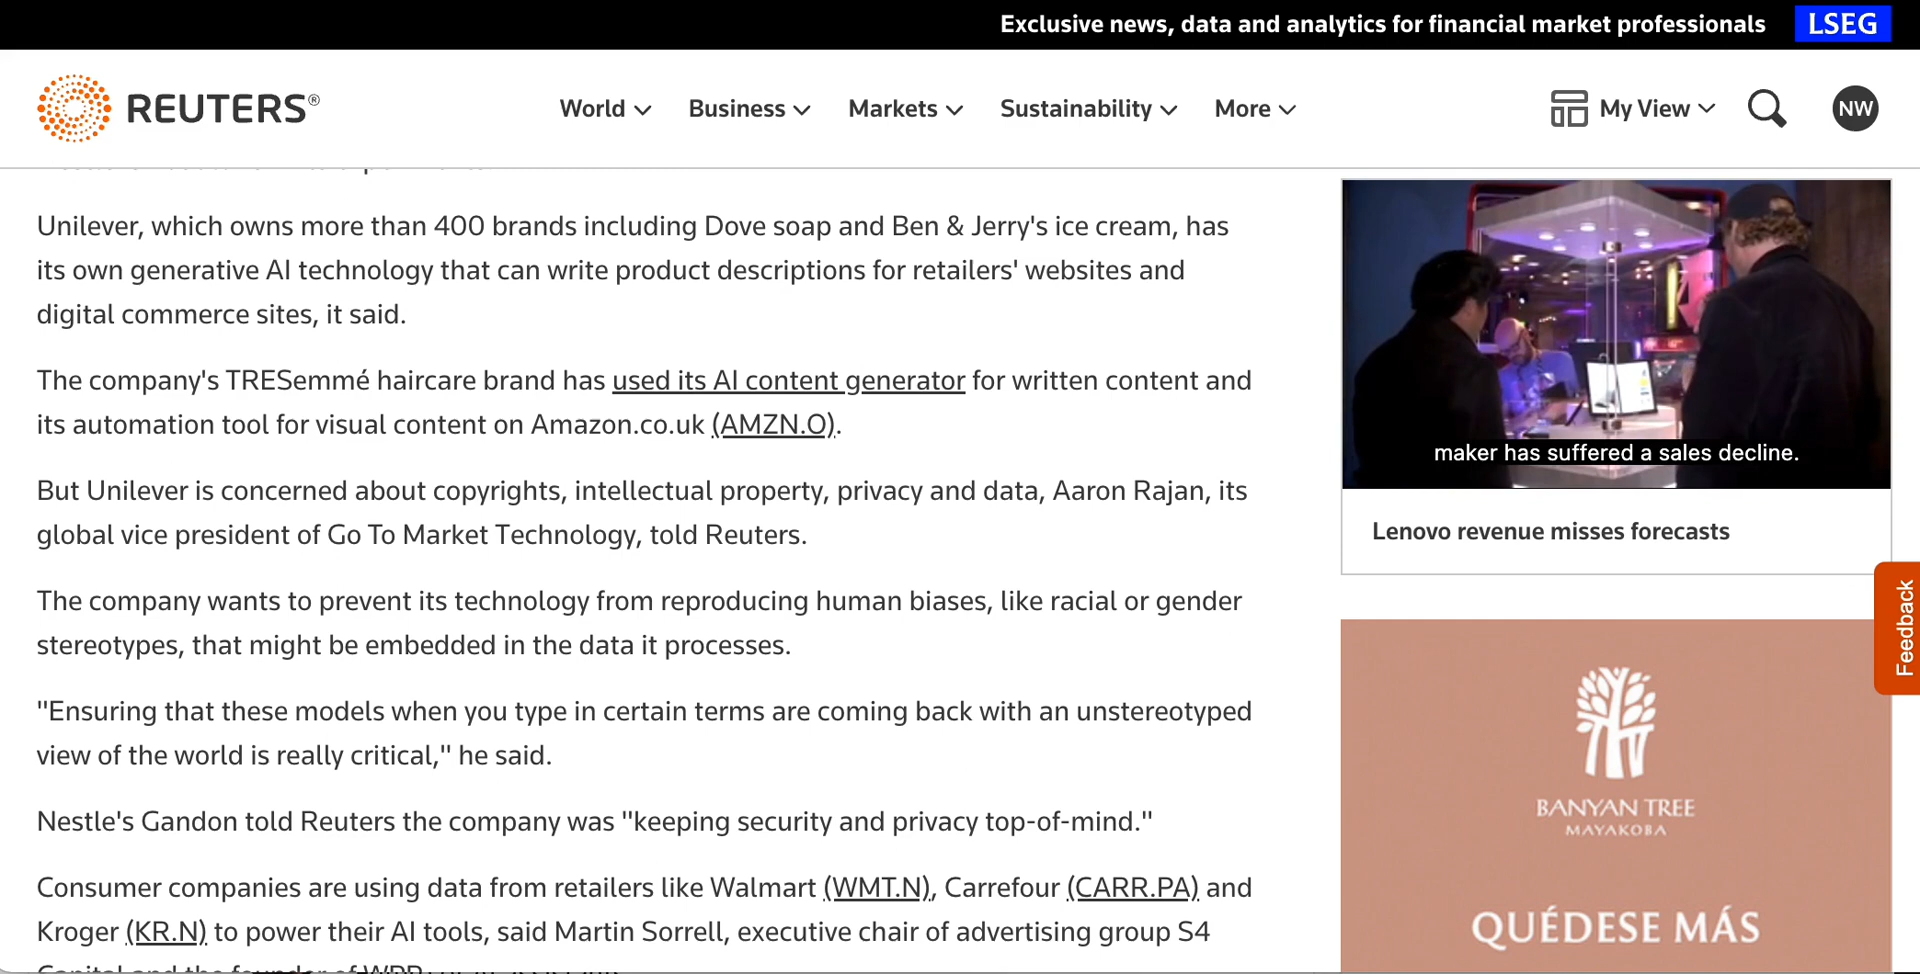 Exclusive news, data and analytics for financial market professionals
LSEG
REUTERS®
World
Business
Markets
Sustainability
More
My View
NW
Unilever, which owns more than 400 brands including Dove soap and Ben & Jerry's ice cream, has
its own generative AI technology that can write product descriptions for retailers' websites and
digital commerce sites, it said.
The company's TRESemmé haircare brand has used its AI content generator for written content and
its automation tool for visual content on Amazon.co.uk (AMZN.O).
But Unilever is concerned about copyrights, intellectual property, privacy and data, Aaron Rajan, its
global vice president of Go To Market Technology, told Reuters.
The company wants to prevent its technology from reproducing human biases, like racial or gender
stereotypes, that might be embedded in the data it processes.
"Ensuring that these models when you type in certain terms are coming back with an unstereotyped
view of the world is really critical," he said.
Nestle's Gandon told Reuters the company was "keeping security and privacy top-of-mind."
Consumer companies are using data from retailers like Walmart (WMT.N), Carrefour (CARR.PA) and
Kroger (KR.N) to power their AI tools, said Martin Sorrell, executive chair of advertising group S4
Capital and the founder of WPP
maker has suffered a sales decline.
Lenovo revenue misses forecasts
Feedback
BANYAN TREE
MAYAKOBA
QUÉDESE MÁS